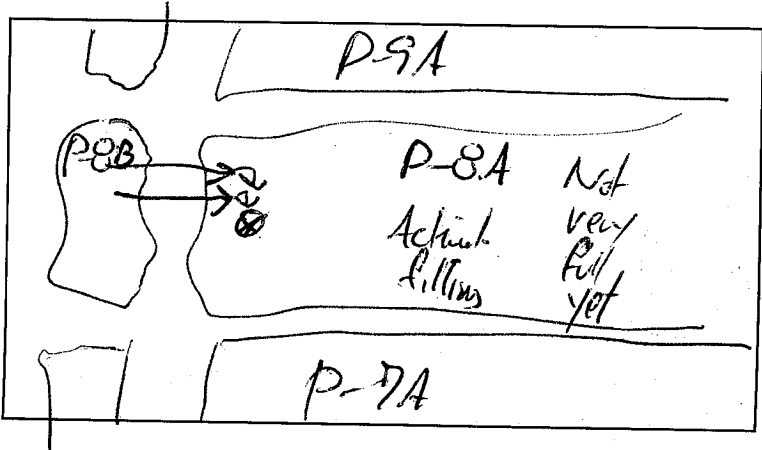 P-9A
P-8B
P-8A
Not
very
full
yet
Active
filling
P-7A